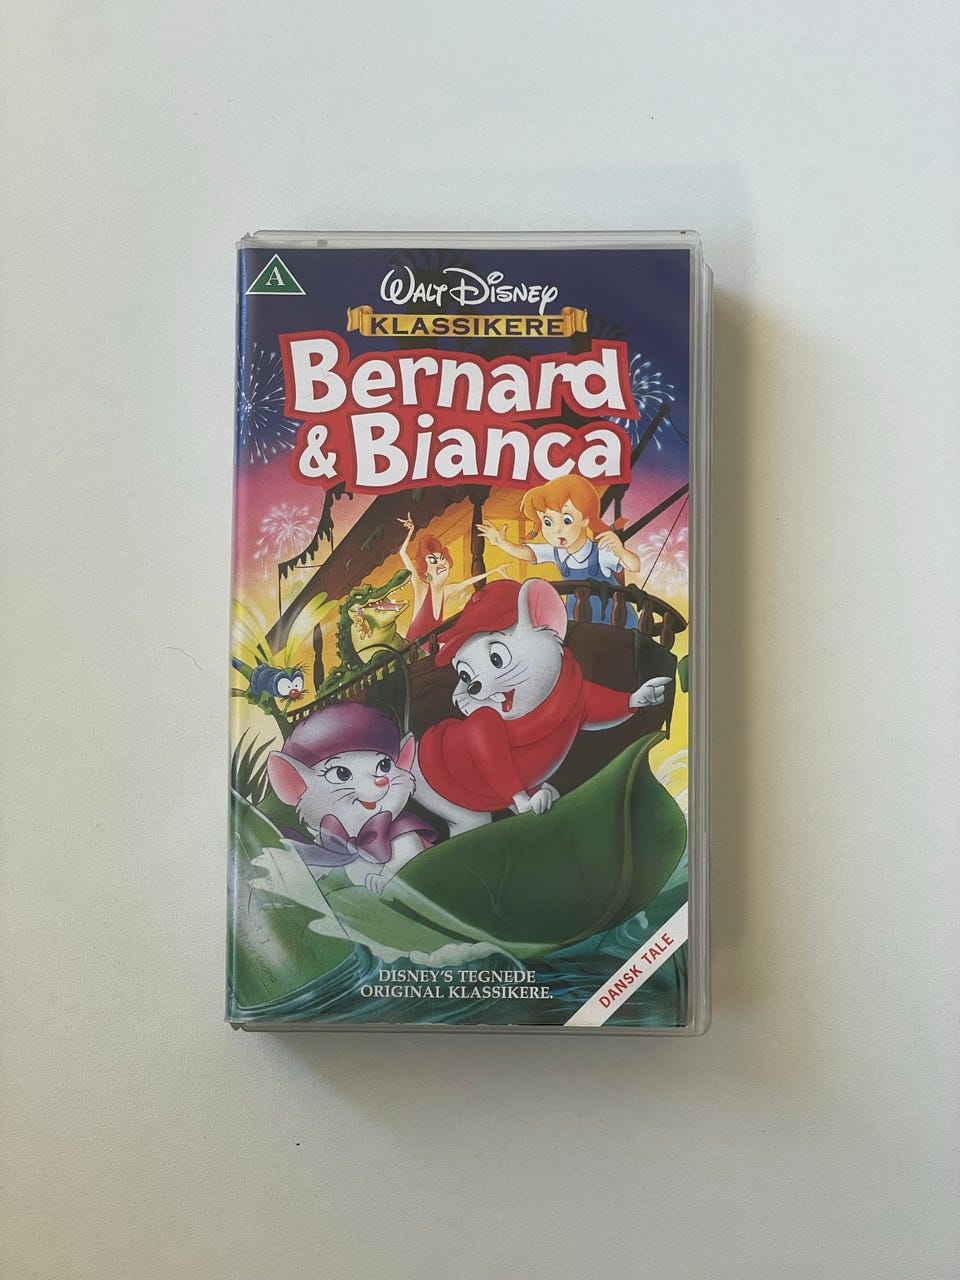 A
WALT DISNEY
KLASSIKERE
Bernard
& Bianca
DISNEY'S TEGNEDE
ORIGINAL KLASSIKERE.
DANSK TALE